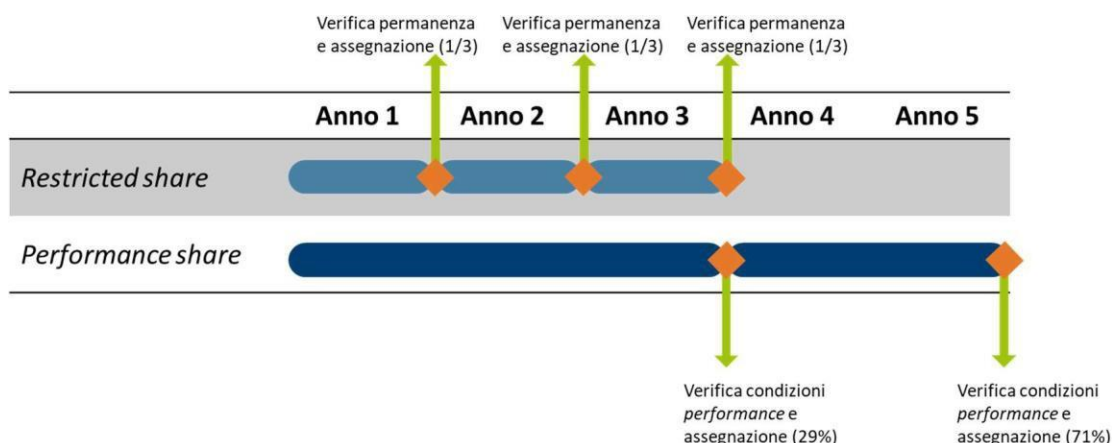 Verifica permanenza
e assegnazione (1/3)
Verifica permanenza
e assegnazione (1/3)
Verifica permanenza
e assegnazione (1/3)
Anno 1 Anno 2 Anno 3 Anno 4 Anno 5
Restricted share
Performance share
Verifica condizioni
performance e
assegnazione (29%)
Verifica condizioni
performance e
assegnazione (71%)